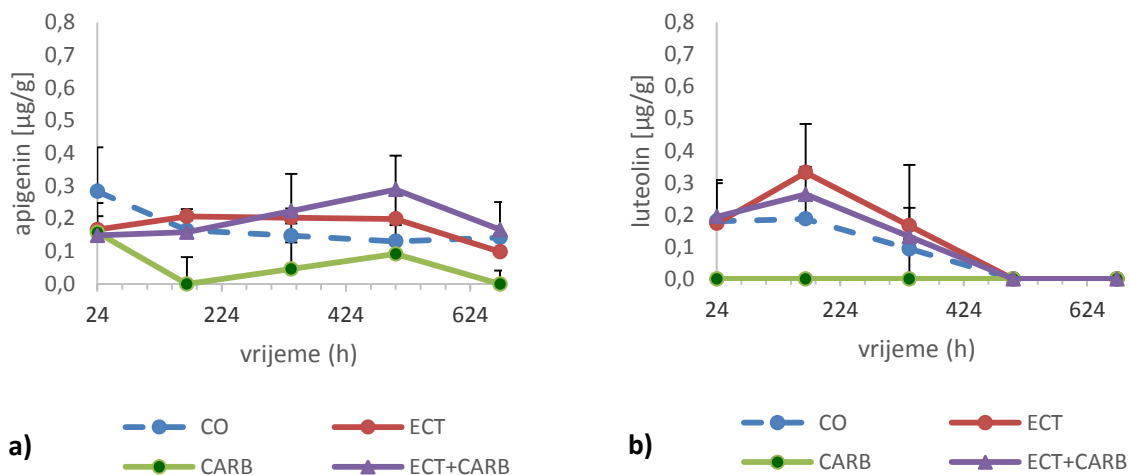 0,8
0,7
0,6
0,5
0,4
0,3
0,2
0,1
0,0
apigenin [µg/g]
24 224 424 624
vrijeme (h)
a)
CO ECT
CARB ECT+CARB
0,8
0,7
0,6
0,5
0,4
0,3
0,2
0,1
0,0
luteolin [µg/g]
24 224 424 624
vrijeme (h)
b)
CO ECT
CARB ECT+CARB